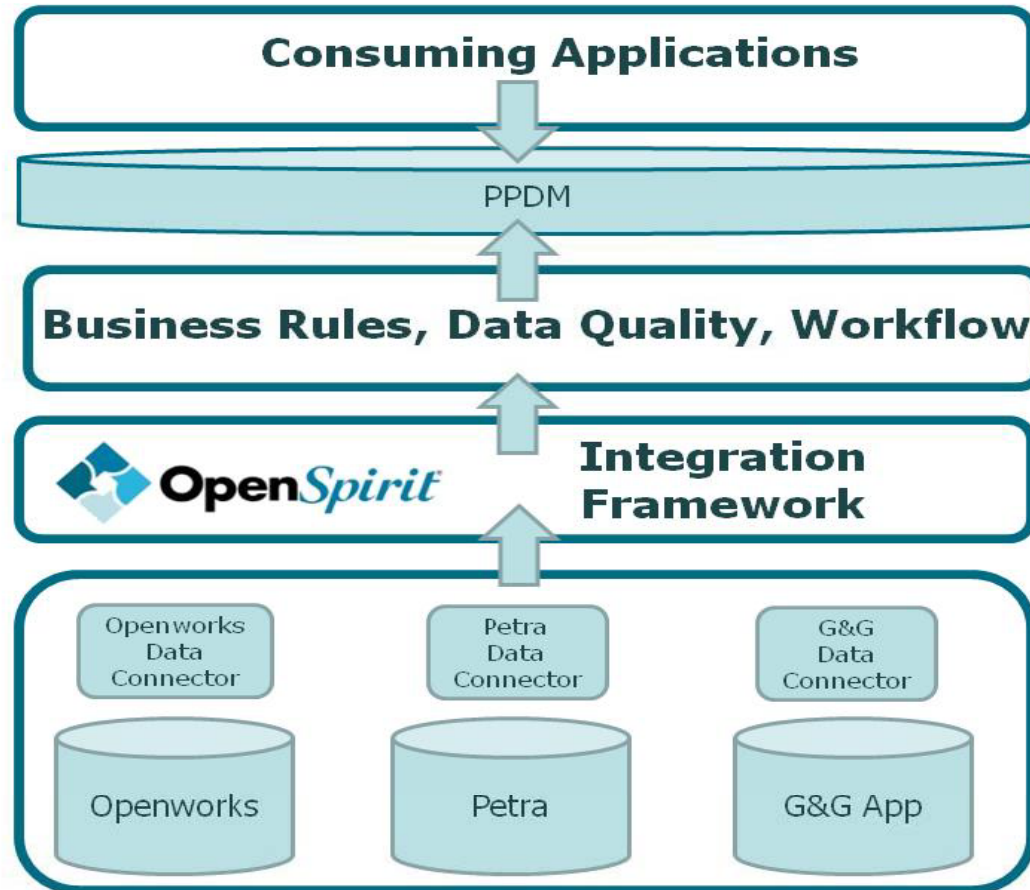 Consuming Applications
PPDM
Business Rules, Data Quality, Workflow
OpenSpirit
Integration
Framework
Openworks
Data
Connector
Petra
Data
Connector
G&G
Data
Connector
Openworks
Petra
G&G App